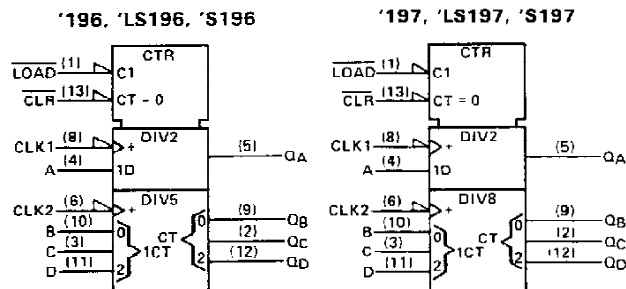 '196, 'LS196, 'S196
CTR
LOAD (1) C1
CLR (13) CT = 0
DIV2
CLK1 (8) +
(5) QA
A (4) 1D
DIV5
CLK2 (6) +
B (10) 0
C (3) 1CT
D (11) 2
CT
0 (9) QB
(2) QC
2 (12) QD
'197, 'LS197, 'S197
CTR
LOAD (1) C1
CLR (13) CT = 0
DIV2
CLK1 (8) +
(5) QA
A (4) 1D
DIV8
CLK2 (6) +
B (10) 0
C (3) 1CT
D (11) 2
CT
0 (9) QB
(2) QC
2 (12) QD